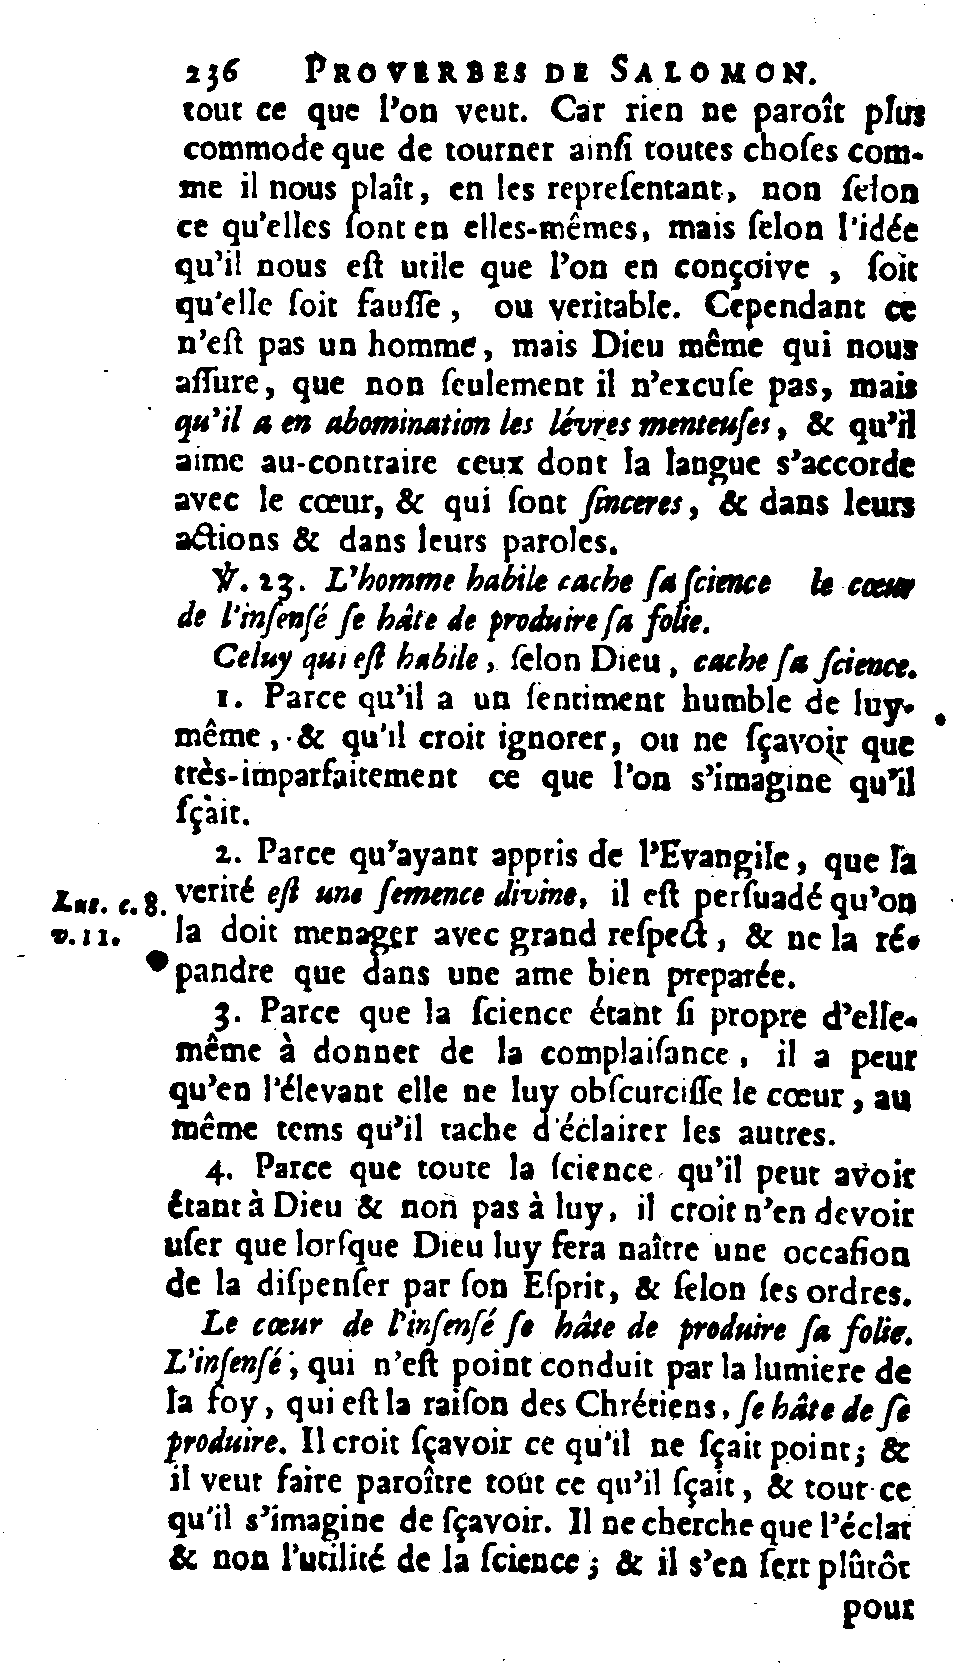 236 PROVERBES DE SALOMON.
tout ce que l'on veut. Car rien ne paroît plus
commode que de tourner ainſi toutes choſes com-
me il nous plaît, en les repreſentant, non ſelon
ce qu'elles ſont en elles-mêmes, mais ſelon l'idée
qu'il nous eſt utile que l'on en conçoive, ſoit
qu'elle ſoit fauſſe, ou veritable. Cependant ce
n'eſt pas un homme, mais Dieu même qui nous
aſſure, que non ſeulement il n'excuſe pas, mais
qu'il a en abomination les lévres menteuſes, & qu'il
aime au-contraire ceux dont la langue s'accorde
avec le cœur, & qui ſont ſinceres, & dans leurs
actions & dans leurs paroles.
℣. 23. L'homme habile cache ſa ſcience le cœur
de l'inſenſé ſe hâte de produire ſa folie.
Celuy qui eſt habile, ſelon Dieu, cache ſa ſcience.
1. Parce qu'il a un ſentiment humble de luy-
même, & qu'il croit ignorer, ou ne ſçavoir que
très-imparfaitement ce que l'on s'imagine qu'il
ſçait.
2. Parce qu'ayant appris de l'Evangile, que la
Luc. c. 8. verité eſt une ſemence divine, il eſt perſuadé qu'on
v. 11. la doit menager avec grand reſpect, & ne la ré-
pandre que dans une ame bien preparée.
3. Parce que la ſcience étant ſi propre d'elle-
même à donner de la complaiſance, il a peur
qu'en l'élevant elle ne luy obſcurciſſe le cœur, au
même tems qu'il tache d'éclairer les autres.
4. Parce que toute la ſcience qu'il peut avoir
étant à Dieu & non pas à luy, il croit n'en devoir
uſer que lorſque Dieu luy fera naître une occaſion
de la diſpenſer par ſon Eſprit, & ſelon ſes ordres.
Le cœur de l'inſenſé ſe hâte de produire ſa folie.
L'inſenſé, qui n'eſt point conduit par la lumiere de
la foy, qui eſt la raiſon des Chrétiens, ſe hâte de ſe
produire. Il croit ſçavoir ce qu'il ne ſçait point; &
il veut faire paroître tout ce qu'il ſçait, & tout ce
qu'il s'imagine de ſçavoir. Il ne cherche que l'éclat
& non l'utilité de la ſcience; & il s'en ſert plûtôt
pour